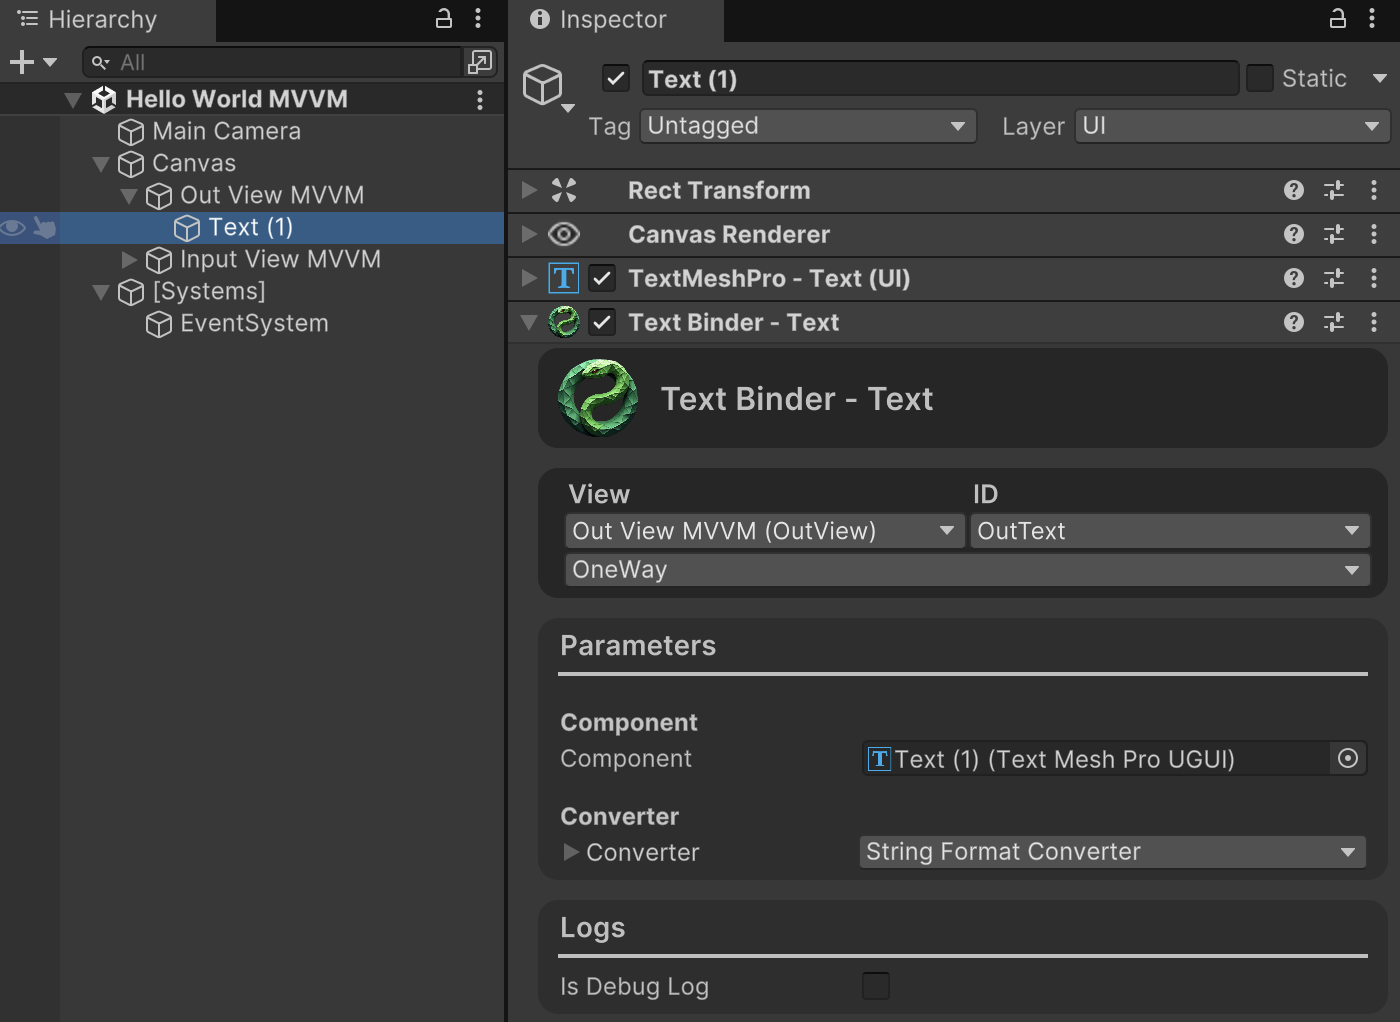 Hierarchy
All
Hello World MVVM
Main Camera
Canvas
Out View MVVM
Text (1)
Input View MVVM
[Systems]
EventSystem
Inspector
Text (1)
Static
Tag Untagged Layer UI
Rect Transform
Canvas Renderer
T TextMeshPro - Text (UI)
Text Binder - Text
Text Binder - Text
View ID
Out View MVVM (OutView) OutText
OneWay
Parameters
Component
Component T Text (1) (Text Mesh Pro UGUI)
Converter
Converter String Format Converter
Logs
Is Debug Log